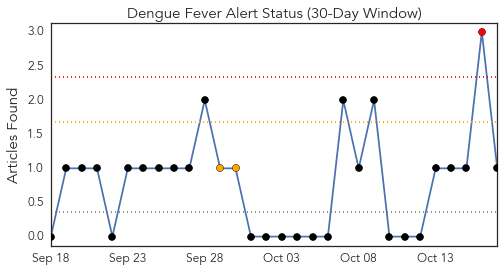 Dengue Fever Alert Status (30-Day Window)
Articles Found
3.0
2.5
2.0
1.5
1.0
0.5
0.0
Sep 18
Sep 23
Sep 28
Oct 03
Oct 08
Oct 13